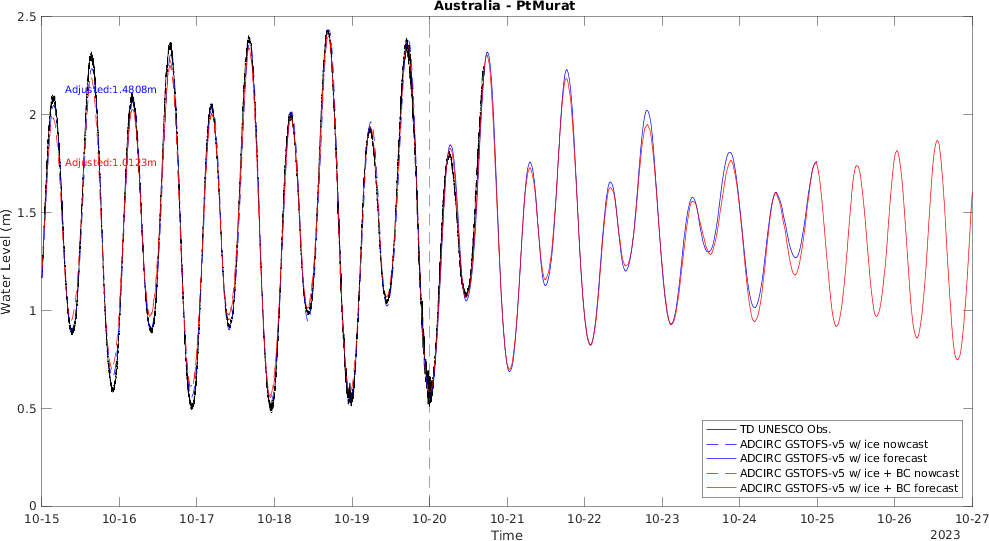 Australia - PtMurat
2.5
2
1.5
1
0.5
0
Water Level (m)
Adjusted:1.4808m
Adjusted:1.0123m
TD UNESCO Obs.
ADCIRC GSTOFS-v5 w/ ice nowcast
ADCIRC GSTOFS-v5 w/ ice forecast
ADCIRC GSTOFS-v5 w/ ice + BC nowcast
ADCIRC GSTOFS-v5 w/ ice + BC forecast
10-15 10-16 10-17 10-18 10-19 10-20 10-21 10-22 10-23 10-24 10-25 10-26 10-27
Time
2023